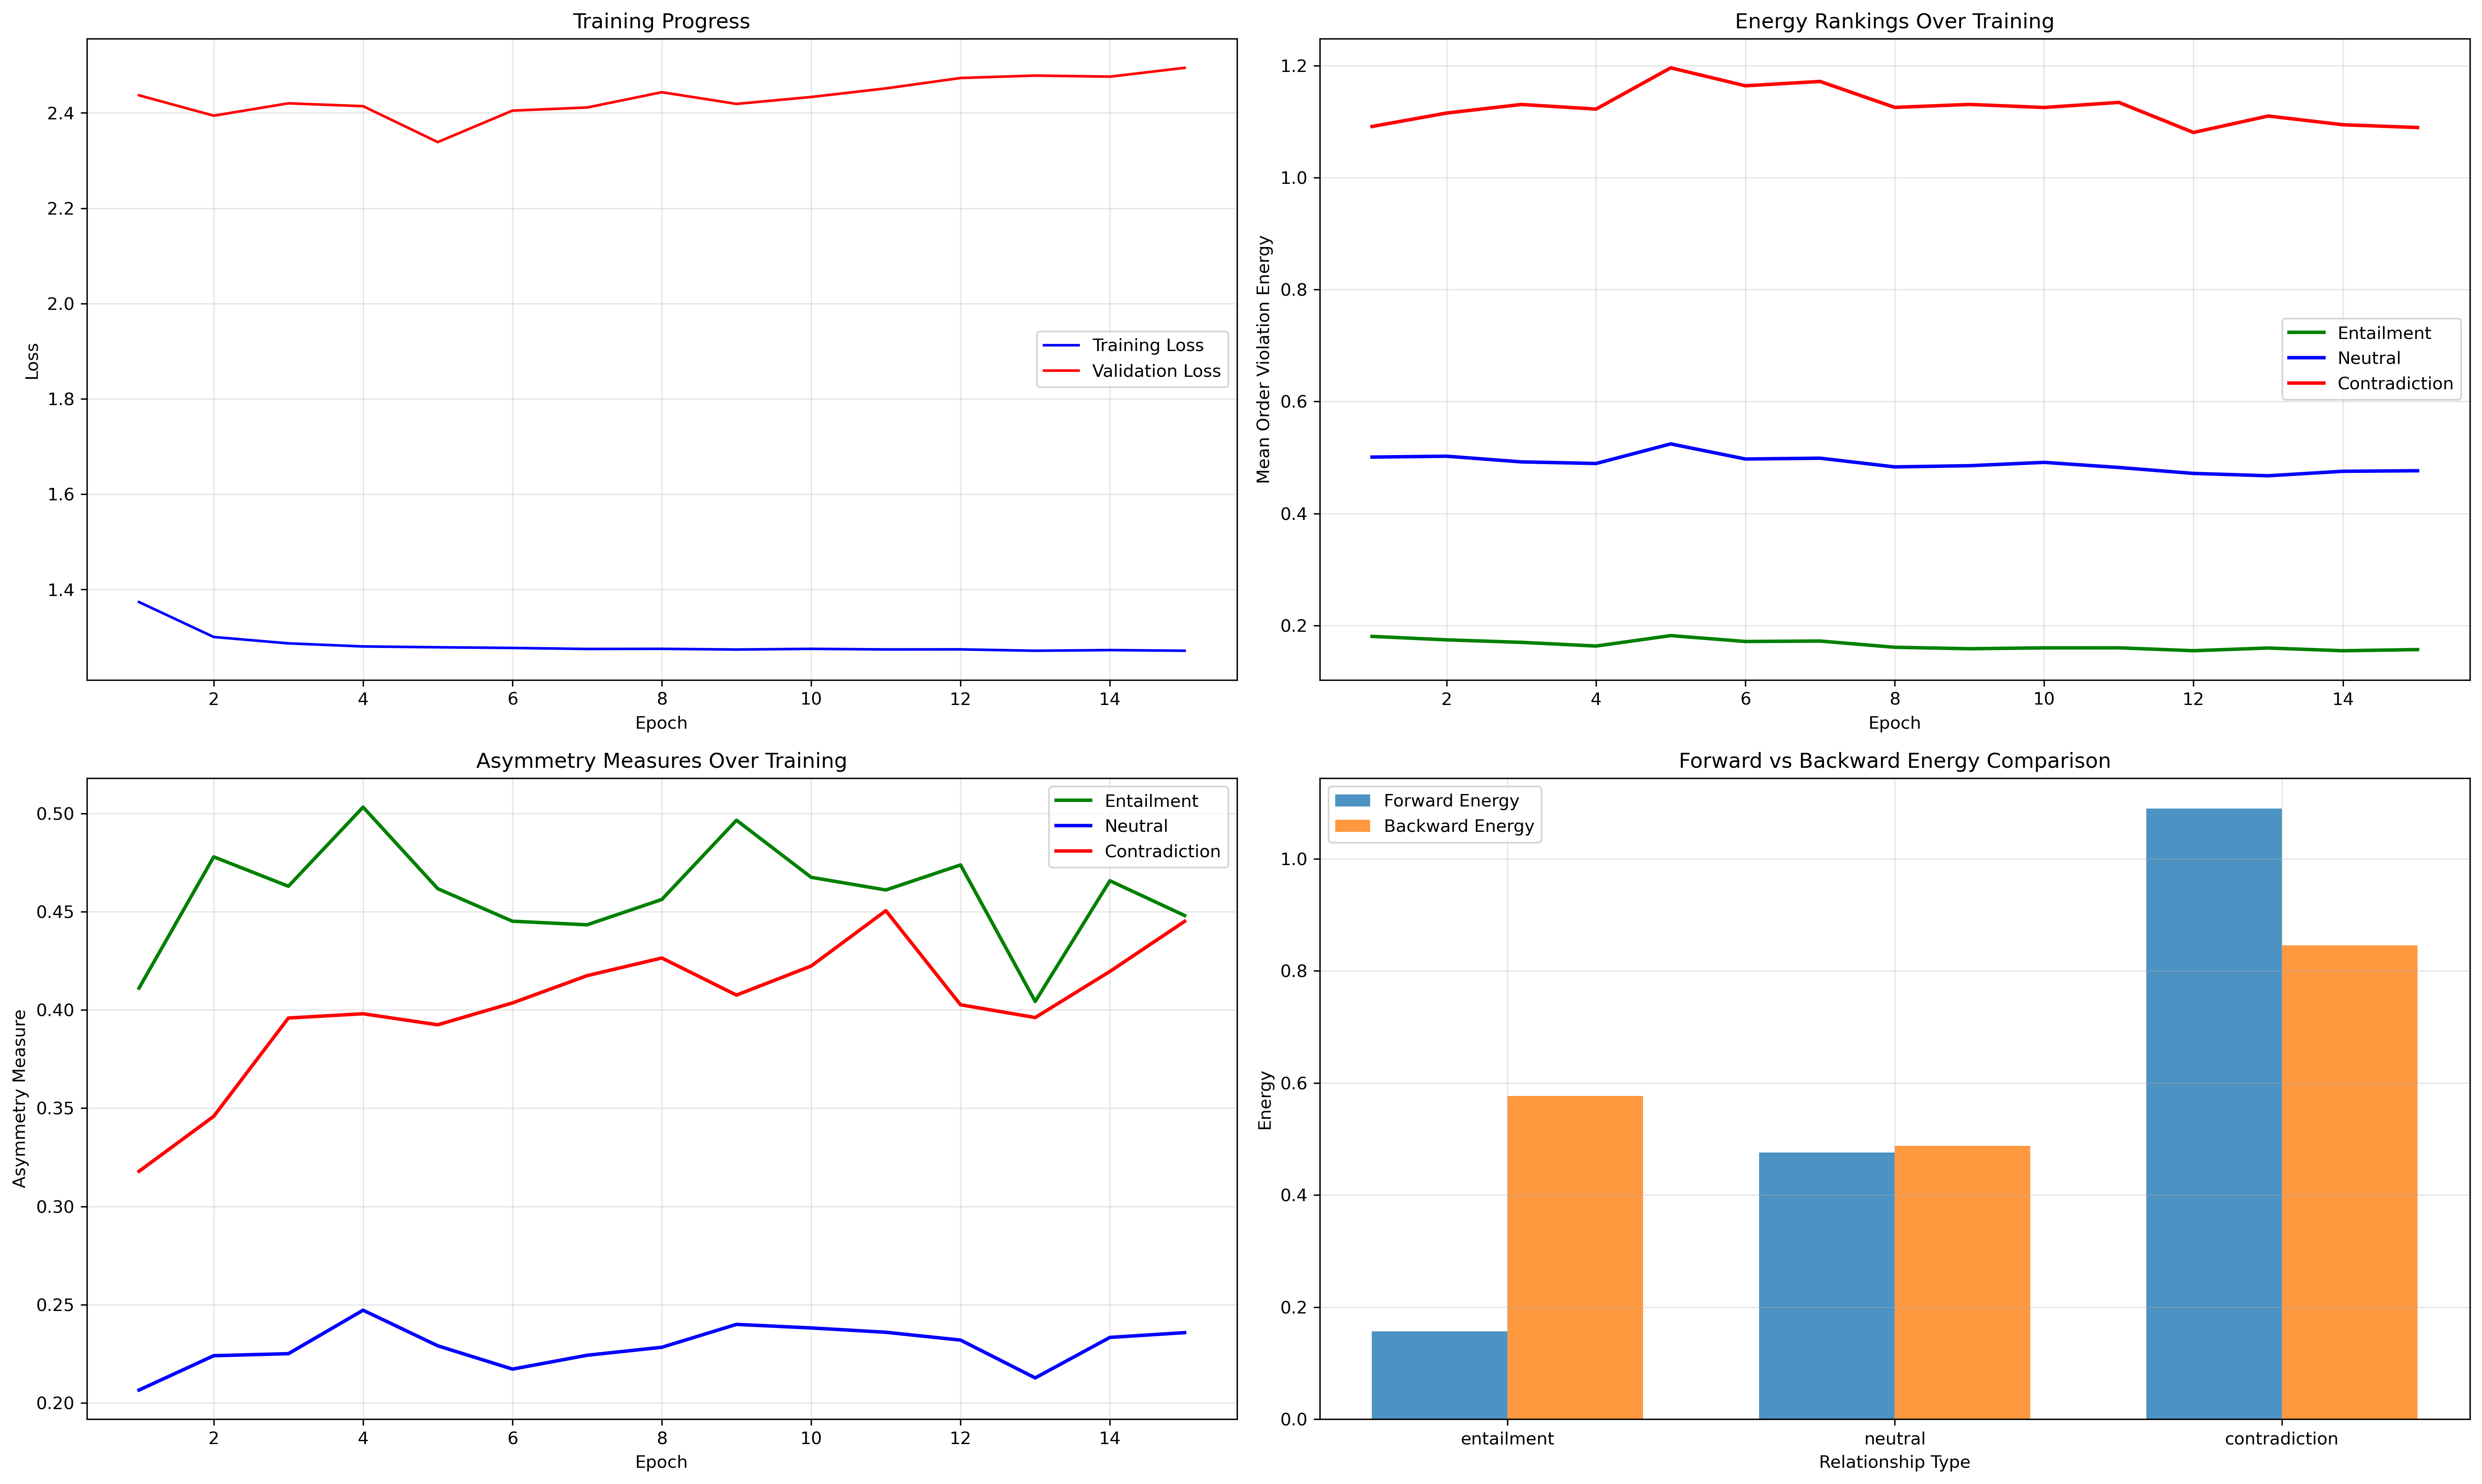 Training Progress
2.4
2.2
2.0
1.8
1.6
1.4
Loss
Training Loss
Validation Loss
2 4 6 8 10 12 14
Epoch
Energy Rankings Over Training
1.2
1.0
0.8
0.6
0.4
0.2
Mean Order Violation Energy
Entailment
Neutral
Contradiction
2 4 6 8 10 12 14
Epoch
Asymmetry Measures Over Training
0.50
0.45
0.40
0.35
0.30
0.25
0.20
Asymmetry Measure
Entailment
Neutral
Contradiction
2 4 6 8 10 12 14
Epoch
Forward vs Backward Energy Comparison
Forward Energy
Backward Energy
1.0
0.8
0.6
0.4
0.2
0.0
Energy
entailment neutral contradiction
Relationship Type